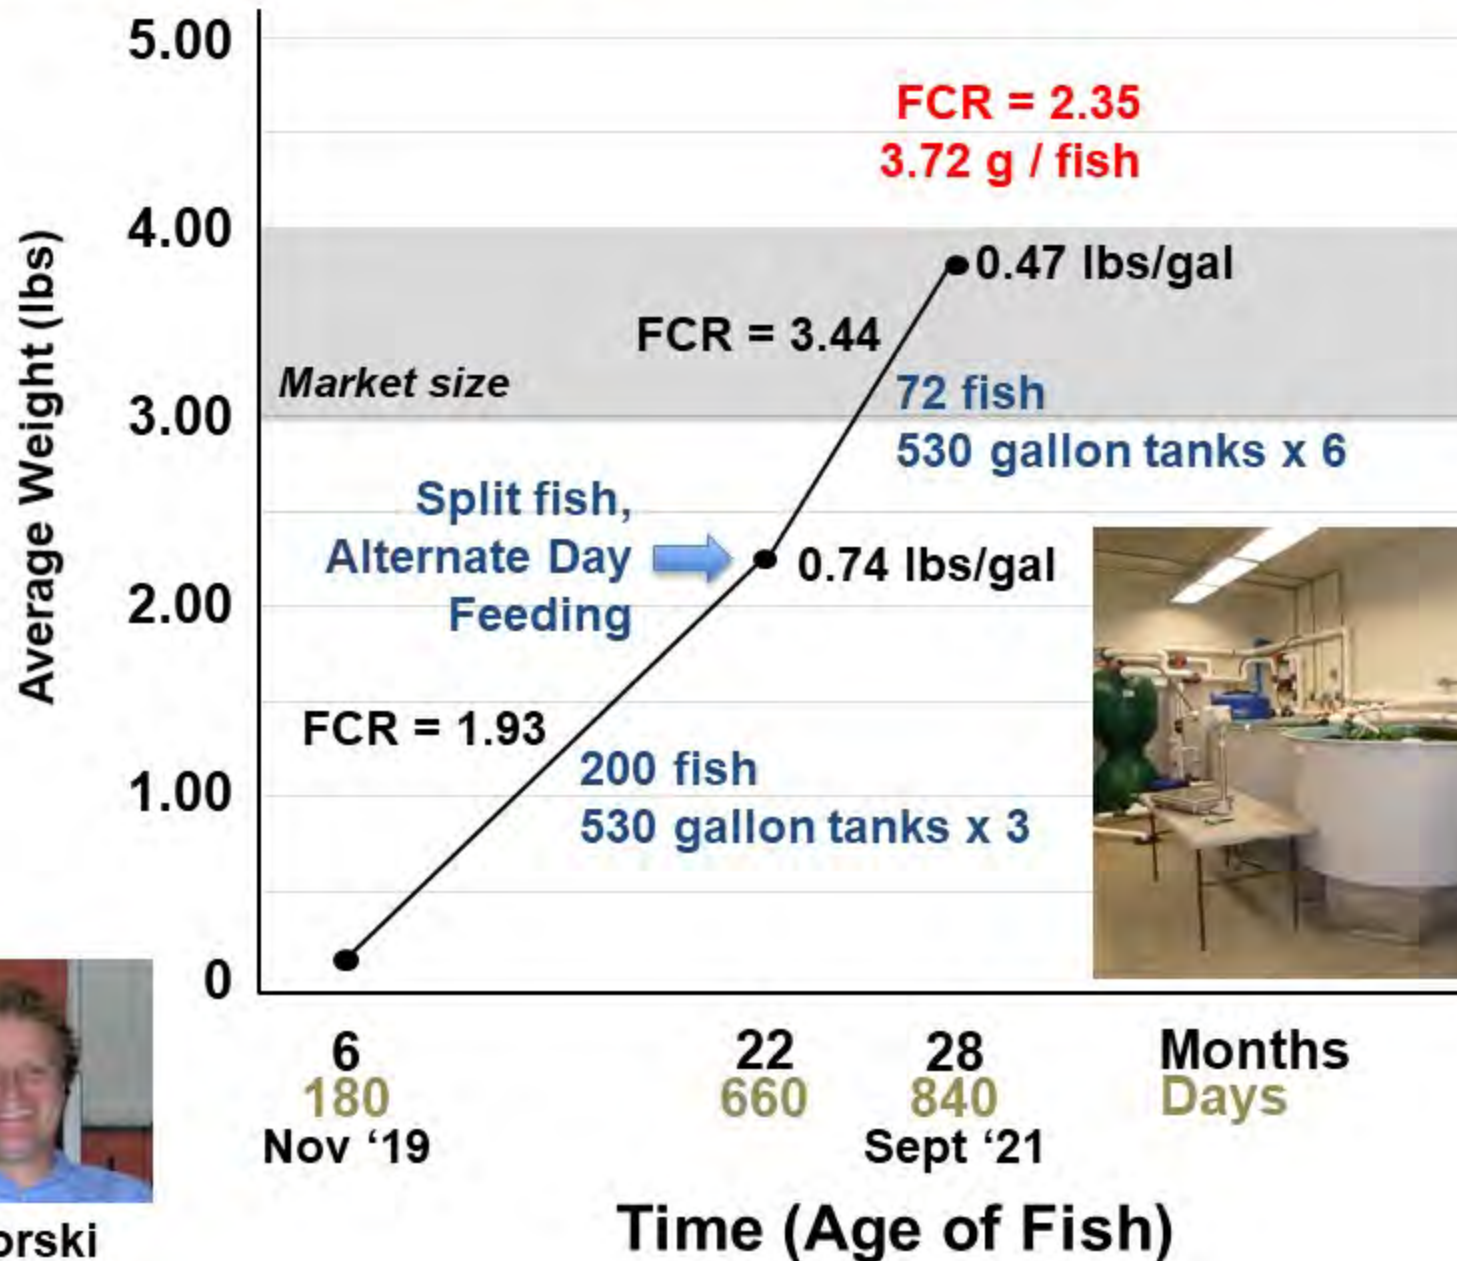 5.00
FCR = 2.35
3.72 g / fish
4.00
0.47 lbs/gal
FCR = 3.44
Market size
72 fish
3.00
530 gallon tanks x 6
Split fish,
Alternate Day
Feeding
0.74 lbs/gal
2.00
Average Weight (lbs)
FCR = 1.93
200 fish
1.00
530 gallon tanks x 3
0
6
22
28
Months
180
660
840
Days
Nov ‘19
Sept ‘21
Time (Age of Fish)
orski